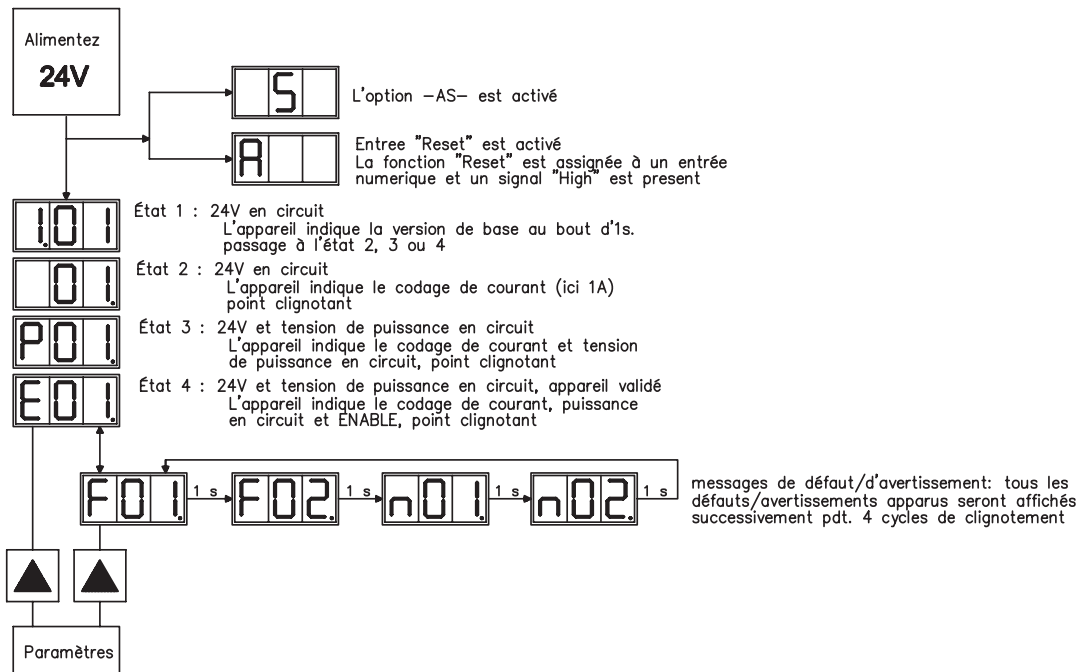 Alimentez
24V
S
L'option -AS- est activé
A
Entree "Reset" est activé
La fonction "Reset" est assignée à un entrée
numerique et un signal "High" est present
1.01
État 1 : 24V en circuit
L'appareil indique la version de base au bout d'1s.
passage à l'état 2, 3 ou 4
01.
État 2 : 24V en circuit
L'appareil indique le codage de courant (ici 1A)
point clignotant
P01.
État 3 : 24V et tension de puissance en circuit
L'appareil indique le codage de courant et tension
de puissance en circuit, point clignotant
E01.
État 4 : 24V et tension de puissance en circuit, appareil validé
L'appareil indique le codage de courant, puissance
en circuit et ENABLE, point clignotant
F01. 1 s F02. 1 s n01. 1 s n02. 1 s
messages de défaut/d'avertissement: tous les
défauts/avertissements apparus seront affichés
successivement pdt. 4 cycles de clignotement
Paramètres